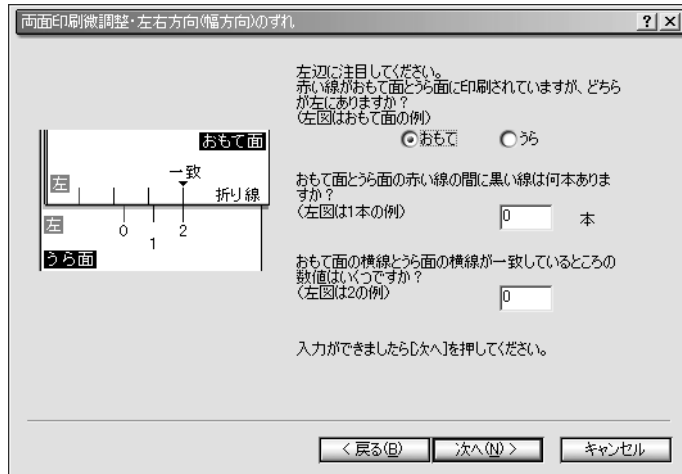 両面印刷微調整・左右方向(幅方向)のずれ
左辺に注目してください。
赤い線がおもて面とうら面に印刷されていますが、どちら
が左にありますか？
(左図はおもて面の例)
おもて
うら
おもて面
一致
左
折り線
左
0
1
2
うら面
おもて面とうら面の赤い線の間に黒い線は何本ありま
すか？
(左図は1本の例)
0
本
おもて面の横線とうら面の横線が一致しているところの
数値はいくつですか？
(左図は2の例)
0
入力ができましたら[次へ]を押してください。
< 戻る(B)
次へ(N) >
キャンセル